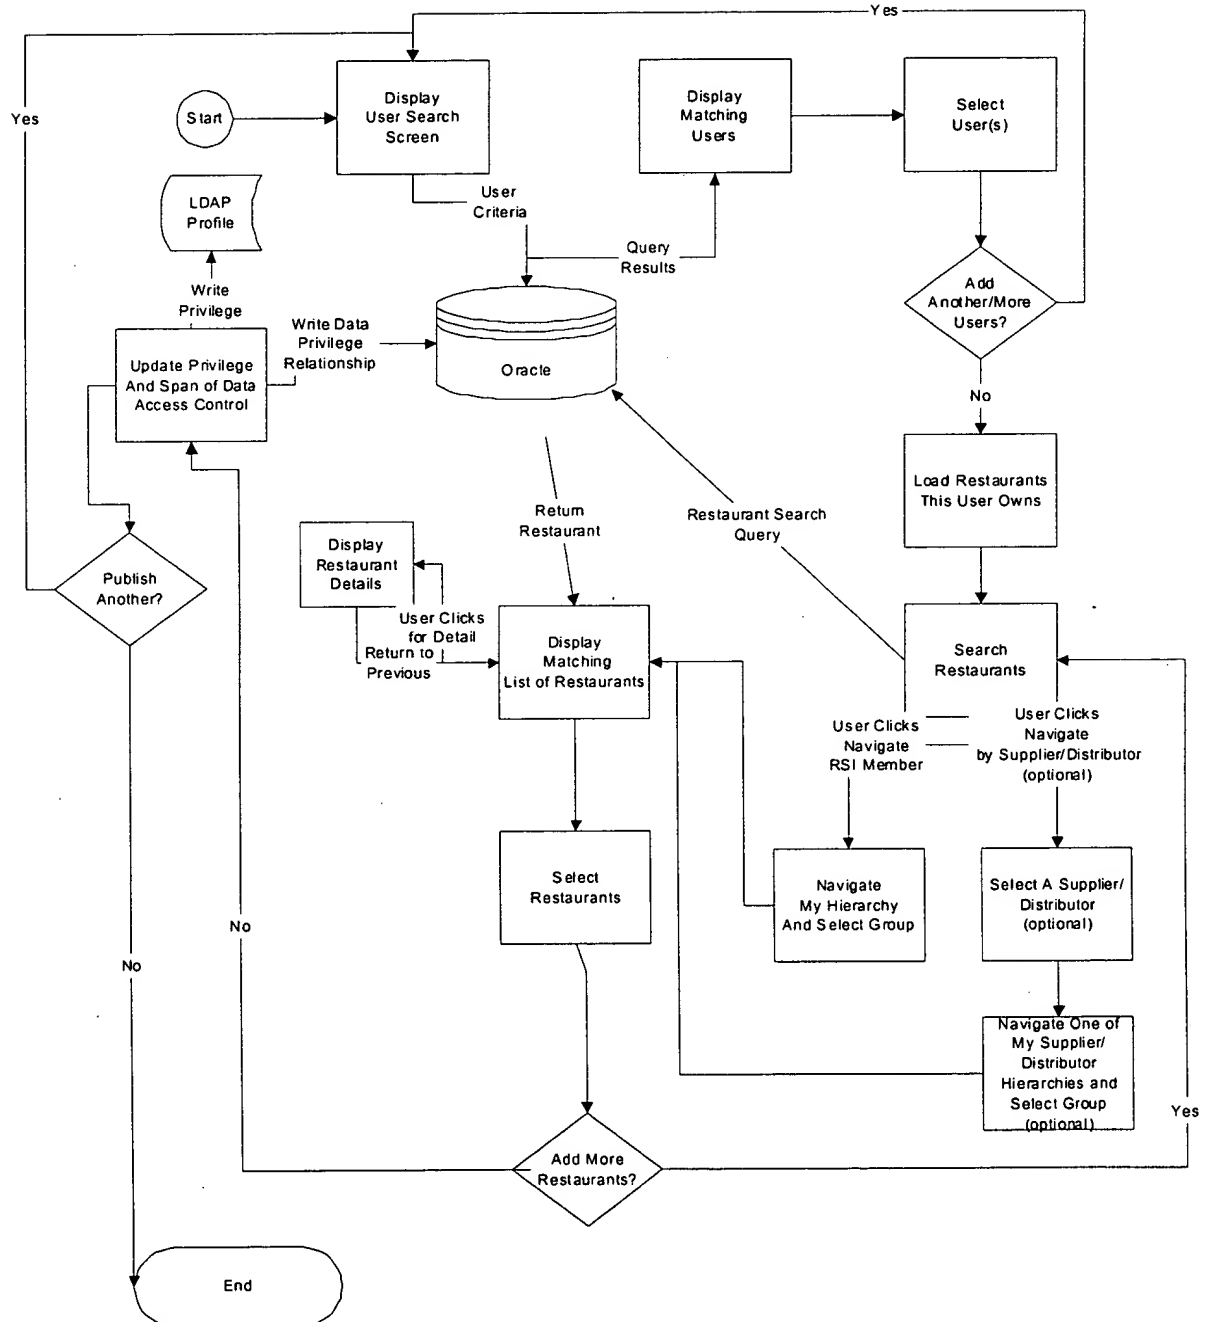 Yes
Yes
Start
Display
User Search
Screen
Display
Matching
Users
Select
User(s)
LDAP
Profile
User
Criteria
Query
Results
Add
Another/More
Users?
Write
Privilege
Write Data
Privilege
Relationship
Oracle
Update Privilege
And Span of Data
Access Control
No
Load Restaurants
This User Owns
Return
Restaurant
Restaurant Search
Query
Display
Restaurant
Details
Publish
Another?
User Clicks
for Detail
Return to
Previous
Display
Matching
List of Restaurants
Search
Restaurants
User Clicks
Navigate
RSI Member
User Clicks
Navigate
by Supplier/Distributor
(optional)
Select
Restaurants
Navigate
My Hierarchy
And Select Group
Select A Supplier/
Distributor
(optional)
No
No
Navigate One of
My Supplier/
Distributor
Hierarchies and
Select Group
(optional)
Yes
Add More
Restaurants?
End